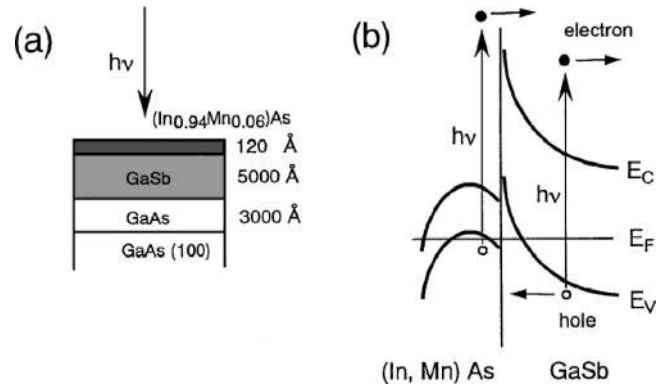 (a)
hν
(In0.94Mn0.06)As
120 Å
GaSb 5000 Å
GaAs 3000 Å
GaAs (100)
(b)
electron
hν
hν
EC
EF
EV
hole
(In, Mn) As GaSb